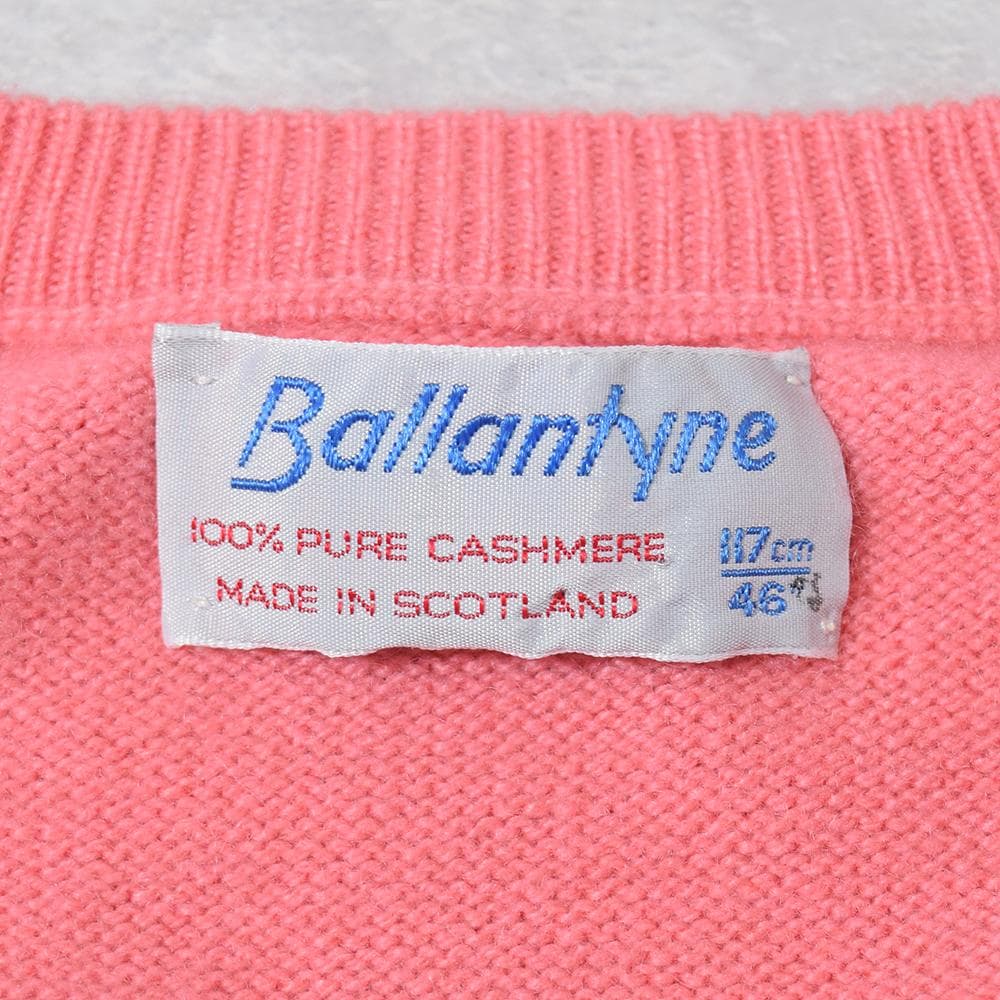 Ballantyne
100% PURE CASHMERE
MADE IN SCOTLAND
117cm
46